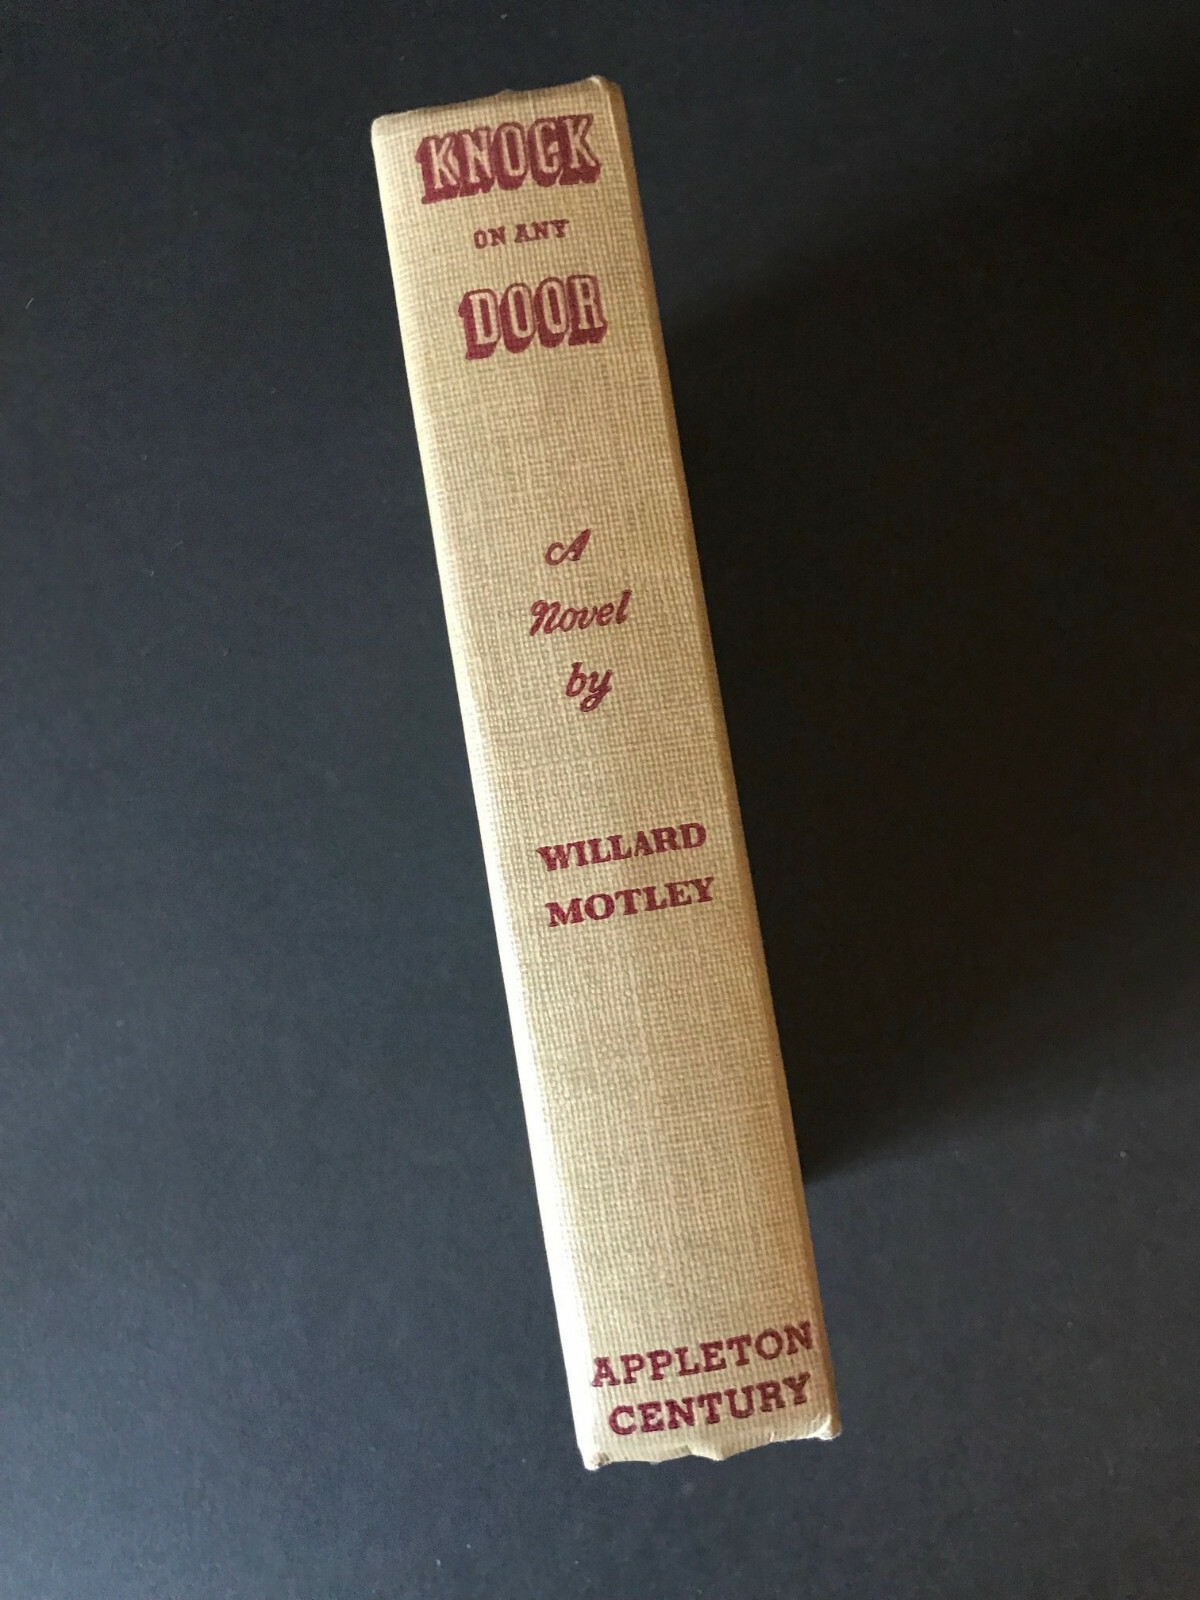 KNOCK
ON ANY
DOOR
A
Novel
by
WILLARD
MOTLEY
APPLETON
CENTURY